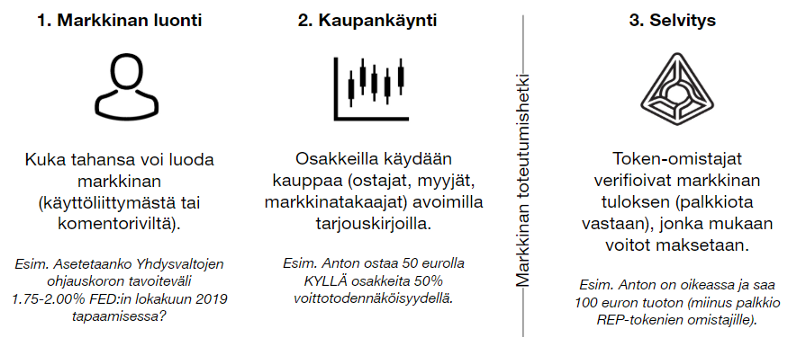 1. Markkinan luonti
Kuka tahansa voi luoda
markkinan
(käyttöliittymästä tai
komentoriviltä).
Esim. Asetetaanko Yhdysvaltojen
ohjauskoron tavoiteväli
1.75-2.00% FED:in lokakuun 2019
tapaamisessa?
2. Kaupankäynti
Osakkeilla käydään
kauppaa (ostajat, myyjät,
markkinatakaajat) avoimilla
tarjouskirjoilla.
Esim. Anton ostaa 50 eurolla
KYLLÄ osakkeita 50%
voittotodennäköisyydellä.
Markkinan toteutumishetki
3. Selvitys
Token-omistajat
verifioivat markkinan
tuloksen (palkkiota
vastaan), jonka mukaan
voitot maksetaan.
Esim. Anton on oikeassa ja saa
100 euron tuoton (miinus palkkio
REP-tokenien omistajille).